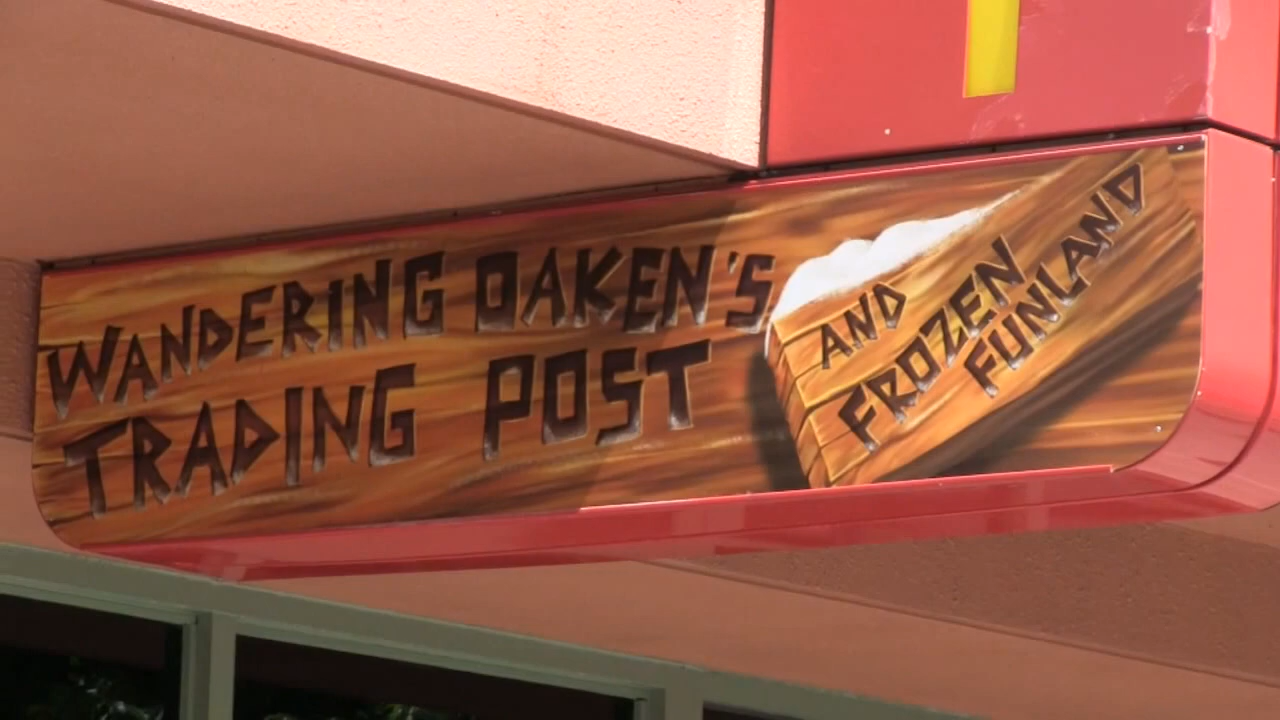 WANDERING OAKEN'S
TRADING POST
AND
FROZEN
FUNLAND